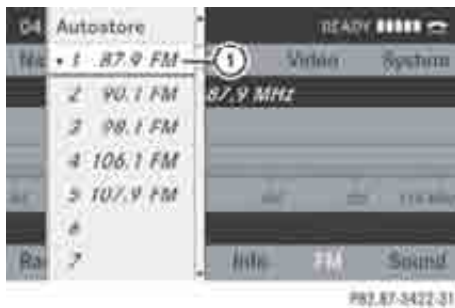 04 Autostore READY
• 1 87.9 FM 1 Video System
2 90.1 FM 87.9 MHz
3 98.1 FM
4 106.1 FM
5 107.9 FM
6
7 Info FM Sound
P82.87-3422-31